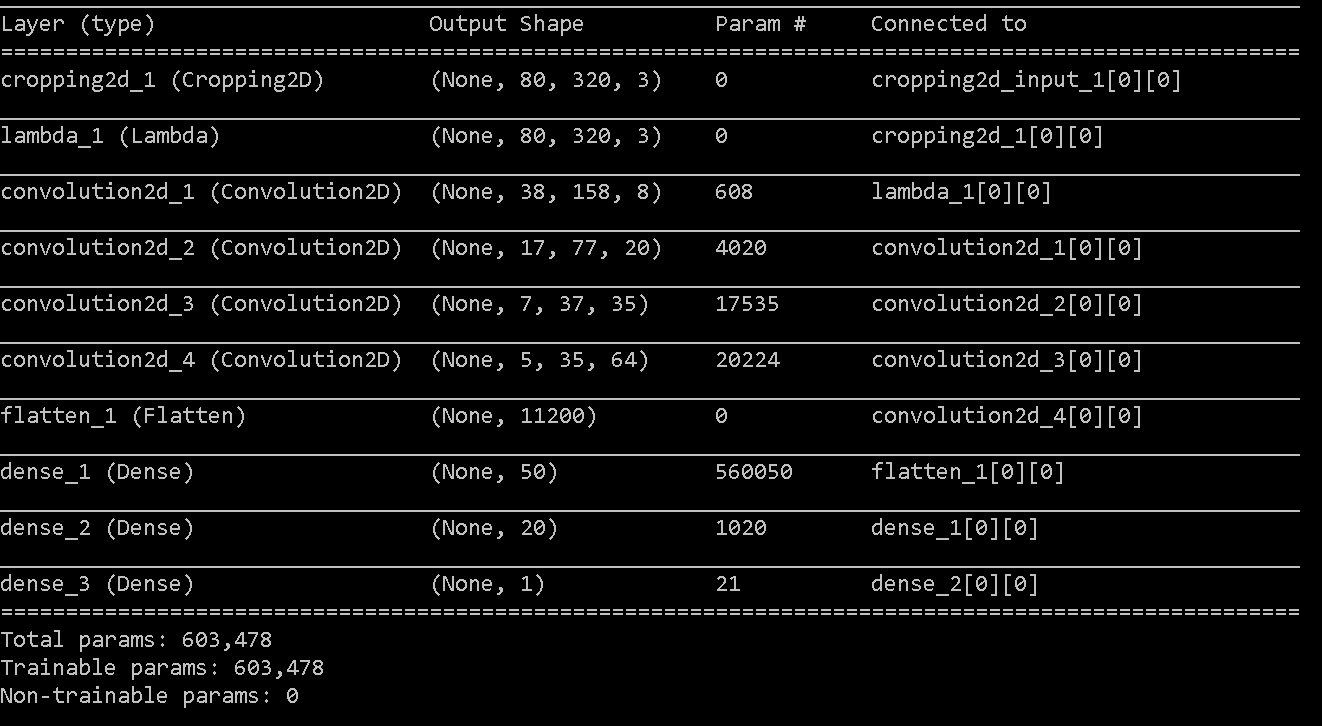 Layer (type) Output Shape Param # Connected to
====================================================================================================
cropping2d_1 (Cropping2D) (None, 80, 320, 3) 0 cropping2d_input_1[0][0]
lambda_1 (Lambda) (None, 80, 320, 3) 0 cropping2d_1[0][0]
convolution2d_1 (Convolution2D) (None, 38, 158, 8) 608 lambda_1[0][0]
convolution2d_2 (Convolution2D) (None, 17, 77, 20) 4020 convolution2d_1[0][0]
convolution2d_3 (Convolution2D) (None, 7, 37, 35) 17535 convolution2d_2[0][0]
convolution2d_4 (Convolution2D) (None, 5, 35, 64) 20224 convolution2d_3[0][0]
flatten_1 (Flatten) (None, 11200) 0 convolution2d_4[0][0]
dense_1 (Dense) (None, 50) 560050 flatten_1[0][0]
dense_2 (Dense) (None, 20) 1020 dense_1[0][0]
dense_3 (Dense) (None, 1) 21 dense_2[0][0]
====================================================================================================
Total params: 603,478
Trainable params: 603,478
Non-trainable params: 0